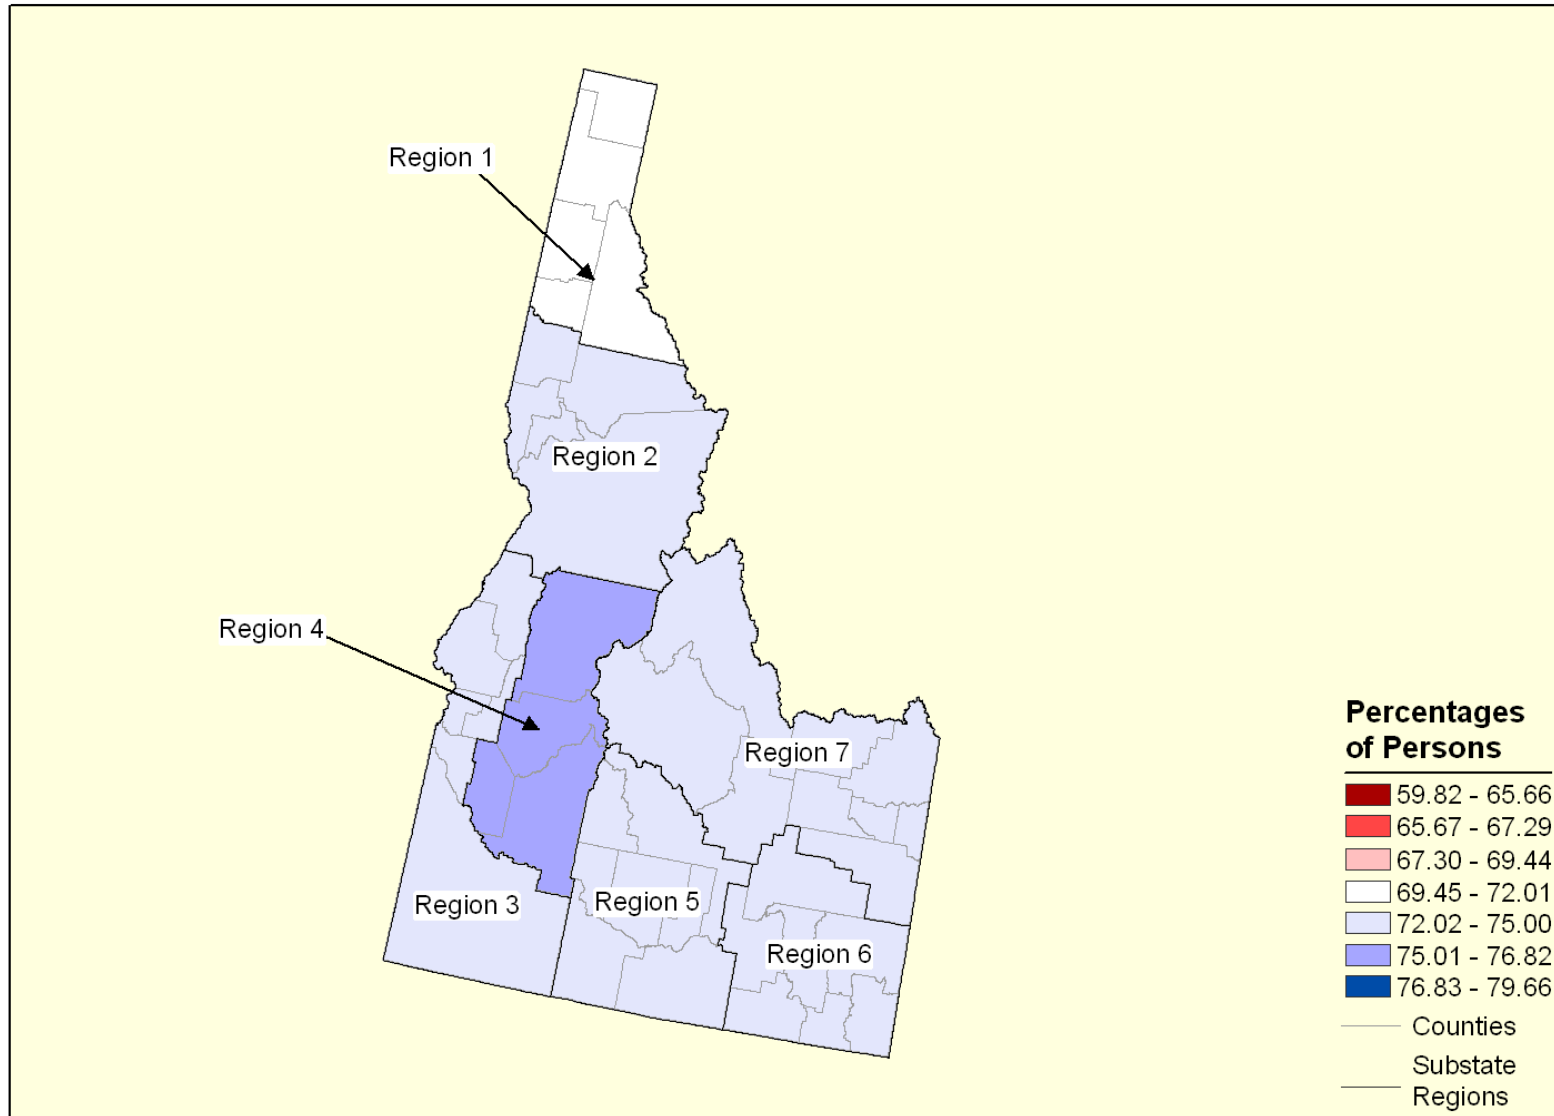 Region 1
Region 2
Region 4
Region 7
Region 3
Region 5
Region 6
Percentages
of Persons
59.82 - 65.66
65.67 - 67.29
67.30 - 69.44
69.45 - 72.01
72.02 - 75.00
75.01 - 76.82
76.83 - 79.66
Counties
Substate
Regions